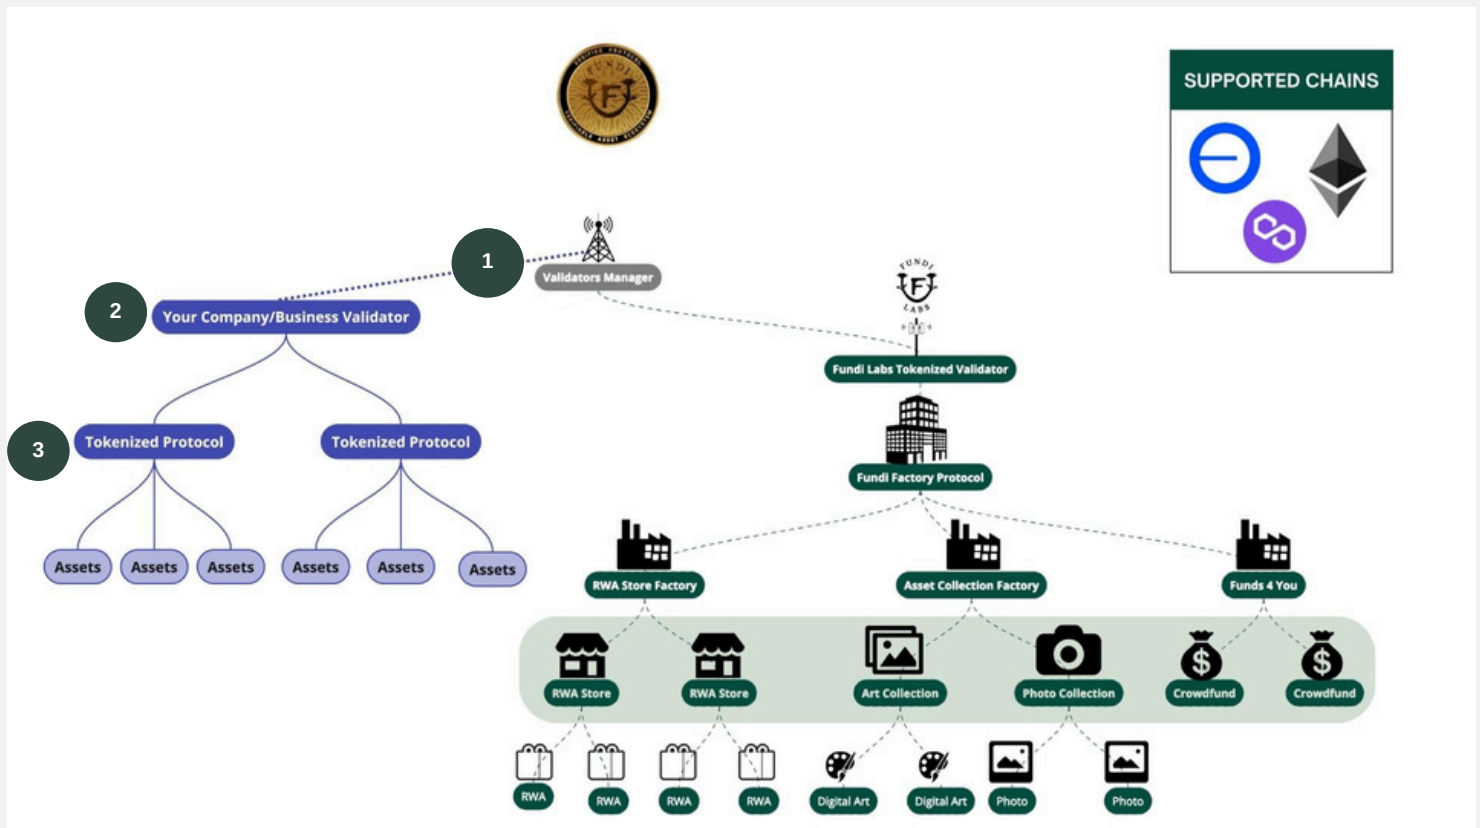 FUNDI
F
SUPPORTED CHAINS
1
Validators Manager
FUNDI
F
LABS
2
Your Company/Business Validator
Fundi Labs Tokenized Validator
3
Tokenized Protocol
Tokenized Protocol
Fundi Factory Protocol
Assets
Assets
Assets
Assets
Assets
Assets
RWA Store Factory
Asset Collection Factory
Funds 4 You
RWA Store
RWA Store
Art Collection
Photo Collection
Crowdfund
Crowdfund
RWA
RWA
RWA
RWA
Digital Art
Digital Art
Photo
Photo